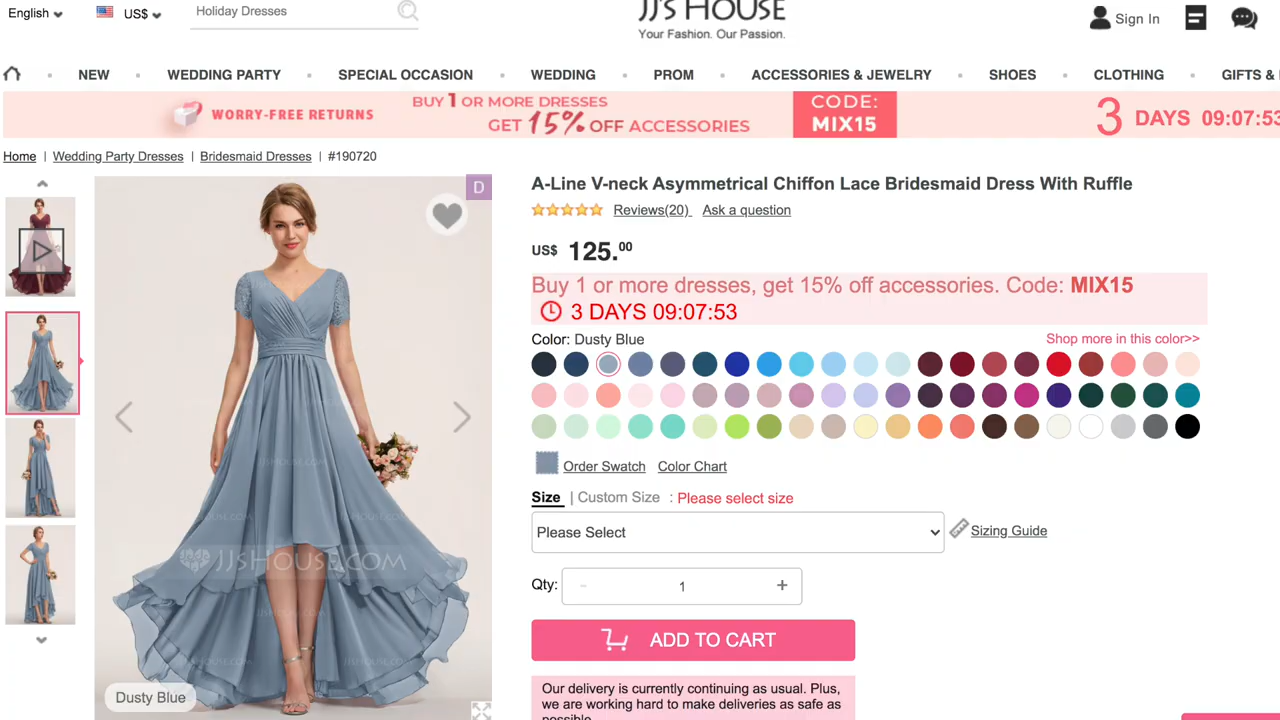 English
US$
Holiday Dresses
JJ's HOUSE
Your Fashion. Our Passion.
Sign In
NEW
WEDDING PARTY
SPECIAL OCCASION
WEDDING
PROM
ACCESSORIES & JEWELRY
SHOES
CLOTHING
GIFTS &
WORRY-FREE RETURNS
BUY 1 OR MORE DRESSES
GET 15% OFF ACCESSORIES
CODE:
MIX15
3 DAYS 09:07:53
Home | Wedding Party Dresses | Bridesmaid Dresses | #190720
D
A-Line V-neck Asymmetrical Chiffon Lace Bridesmaid Dress With Ruffle
Reviews(20) Ask a question
US$ 125.00
Buy 1 or more dresses, get 15% off accessories. Code: MIX15
3 DAYS 09:07:53
Color: Dusty Blue
Shop more in this color>>
Order Swatch Color Chart
Size | Custom Size : Please select size
Please Select
Sizing Guide
Qty: - 1 +
ADD TO CART
Our delivery is currently continuing as usual. Plus,
we are working hard to make deliveries as safe as
possible
JJ's HOUSE.COM
Dusty Blue